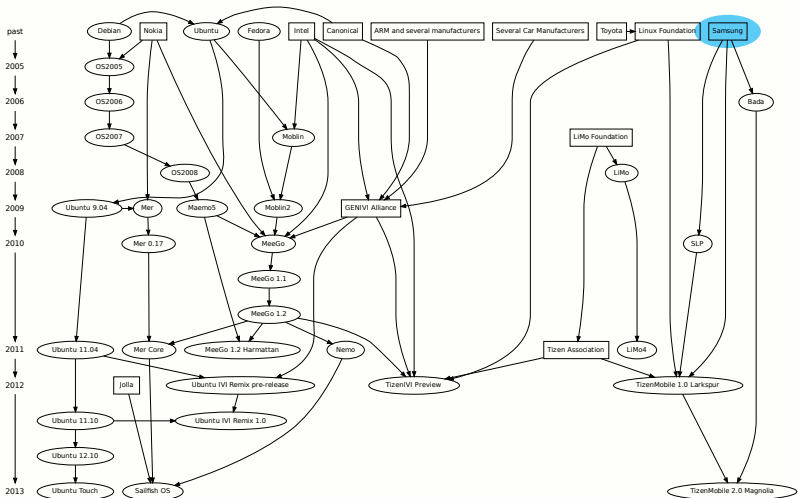 past
Debian
Nokia
Ubuntu
Fedora
Intel
Canonical
ARM and several manufacturers
Several Car Manufacturers
Toyota
Linux Foundation
Samsung
2005
OS2005
2006
OS2006
Bada
2007
OS2007
Moblin
LiMo Foundation
2008
OS2008
LiMo
2009
Ubuntu 9.04
Mer
Maemo5
Moblin2
GENIVI Alliance
2010
Mer 0.17
MeeGo
SLP
MeeGo 1.1
MeeGo 1.2
2011
Ubuntu 11.04
Mer Core
MeeGo 1.2 Harmattan
Nemo
Tizen Association
LiMo4
2012
Jolla
Ubuntu IVI Remix pre-release
TizenIVI Preview
TizenMobile 1.0 Larkspur
Ubuntu 11.10
Ubuntu IVI Remix 1.0
Ubuntu 12.10
2013
Ubuntu Touch
Sailfish OS
TizenMobile 2.0 Magnolia